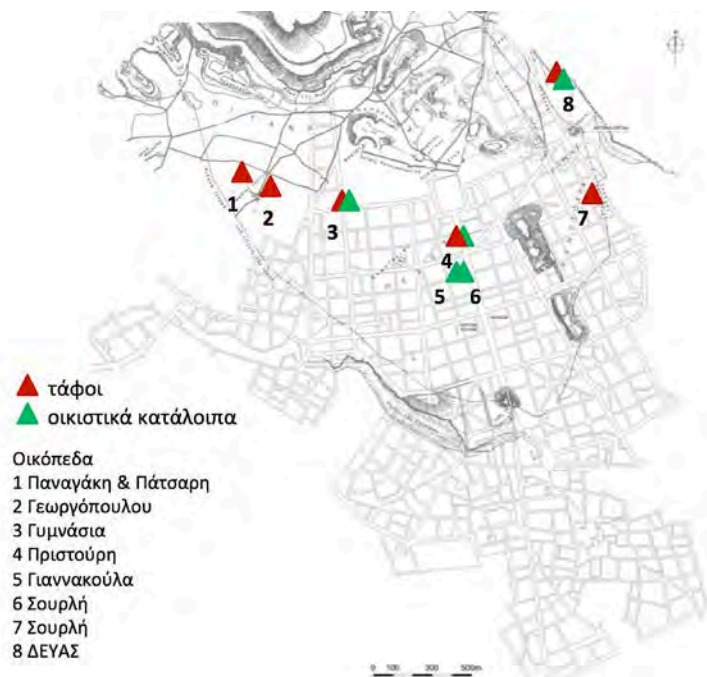 8
1
2
3
7
4
5
6
τάφοι
οικιστικά κατάλοιπα
Οικόπεδα
1 Παναγάκη & Πάτσαρη
2 Γεωργόπουλου
3 Γυμνάσια
4 Πριστούρη
5 Γιαννακούλα
6 Σουρλή
7 Σουρλή
8 ΔΕΥΑΣ
0 100 300 500m.